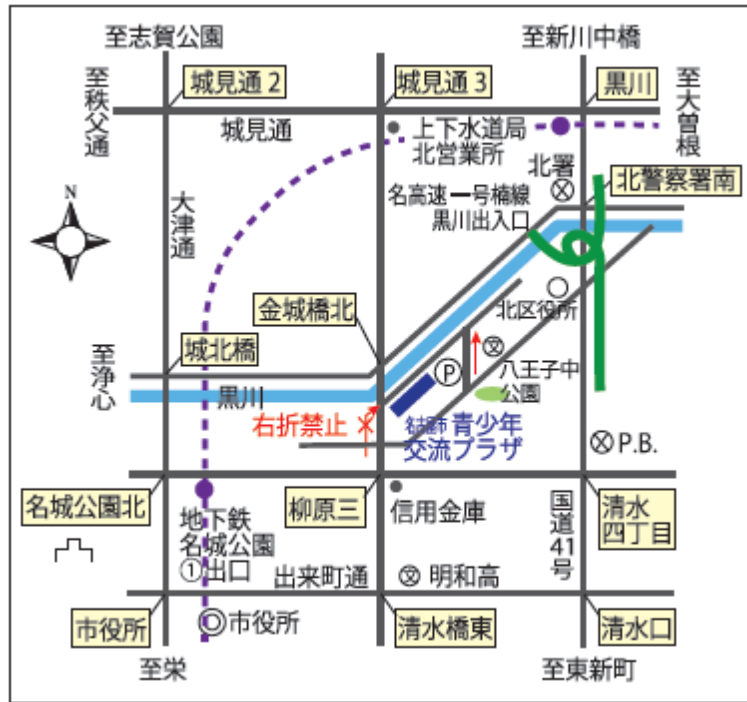 至志賀公園
至新川中橋
至秩父通
城見通2
城見通3
黒川
至大曽根
城見通
上下水道局
北営業所
北署
北警察署南
N
大津通
名高速一号楠線
黒川出入口
金城橋北
北区役所
城北橋
至浄心
黒川
P
文
八王子中
公園
右折禁止
名古屋市 青少年
交流プラザ
P.B.
名城公園北
地下鉄
名城公園
①出口
柳原三
信用金庫
国道41号
清水
四丁目
出来町通
文 明和高
市役所
市役所
清水橋東
清水口
至栄
至東新町